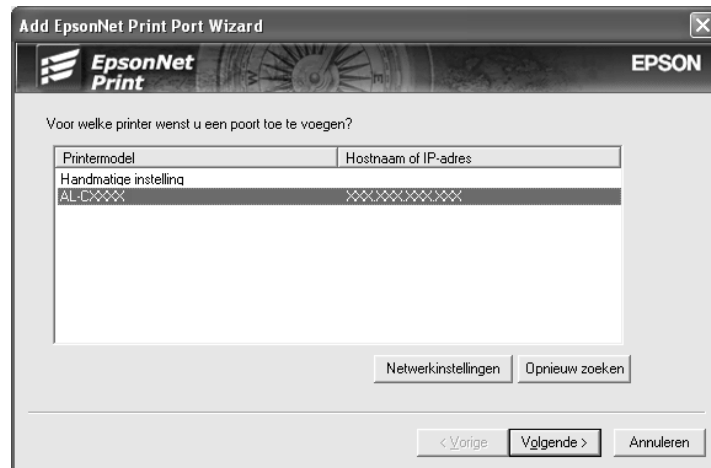 Add EpsonNet Print Port Wizard
EpsonNet
Print
EPSON
Voor welke printer wenst u een poort toe te voegen?
Printermodel Hostnaam of IP-adres
Handmatige instelling
AL-CXXXX XXX.XXX.XXX.XXX
Netwerkinstellingen Opnieuw zoeken
< Vorige Volgende > Annuleren